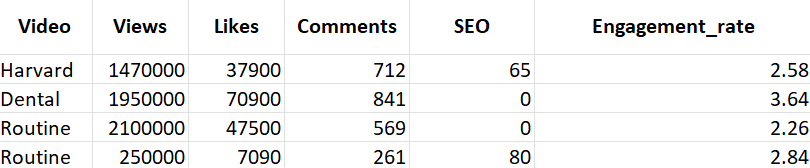 Video Views Likes Comments SEO Engagement_rate
Harvard 1470000 37900 712 65 2.58
Dental 1950000 70900 841 0 3.64
Routine 2100000 47500 569 0 2.26
Routine 250000 7090 261 80 2.84